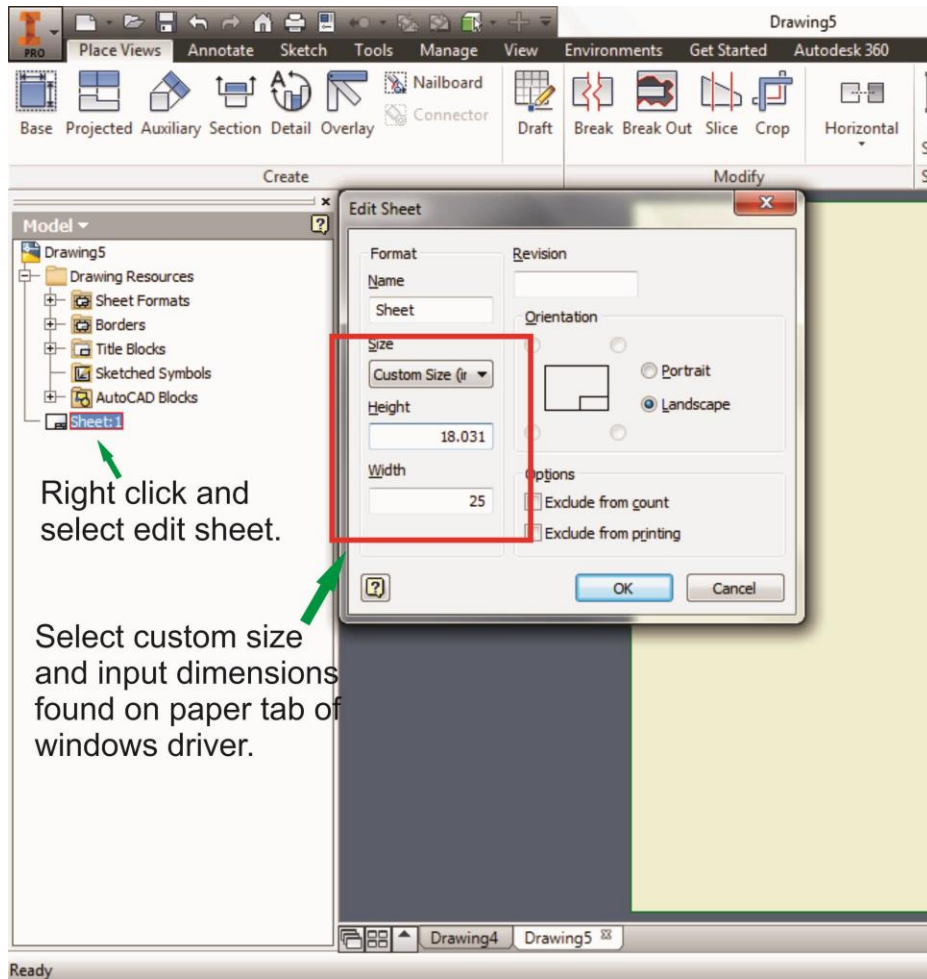 Drawing5
PRO
Place Views Annotate Sketch Tools Manage View Environments Get Started Autodesk 360
Nailboard
Connector
Base Projected Auxiliary Section Detail Overlay Draft Break Break Out Slice Crop Horizontal
Create Modify
Model
Drawing5
Drawing Resources
Sheet Formats
Borders
Title Blocks
Sketched Symbols
AutoCAD Blocks
Sheet:1
Right click and
select edit sheet.
Select custom size
and input dimensions
found on paper tab of
windows driver.
Edit Sheet
Format
Name
Sheet
Size
Custom Size (ir
Height
18.031
Width
25
Revision
Orientation
Portrait
Landscape
Options
Exclude from count
Exclude from printing
OK Cancel
Drawing4 Drawing5
Ready